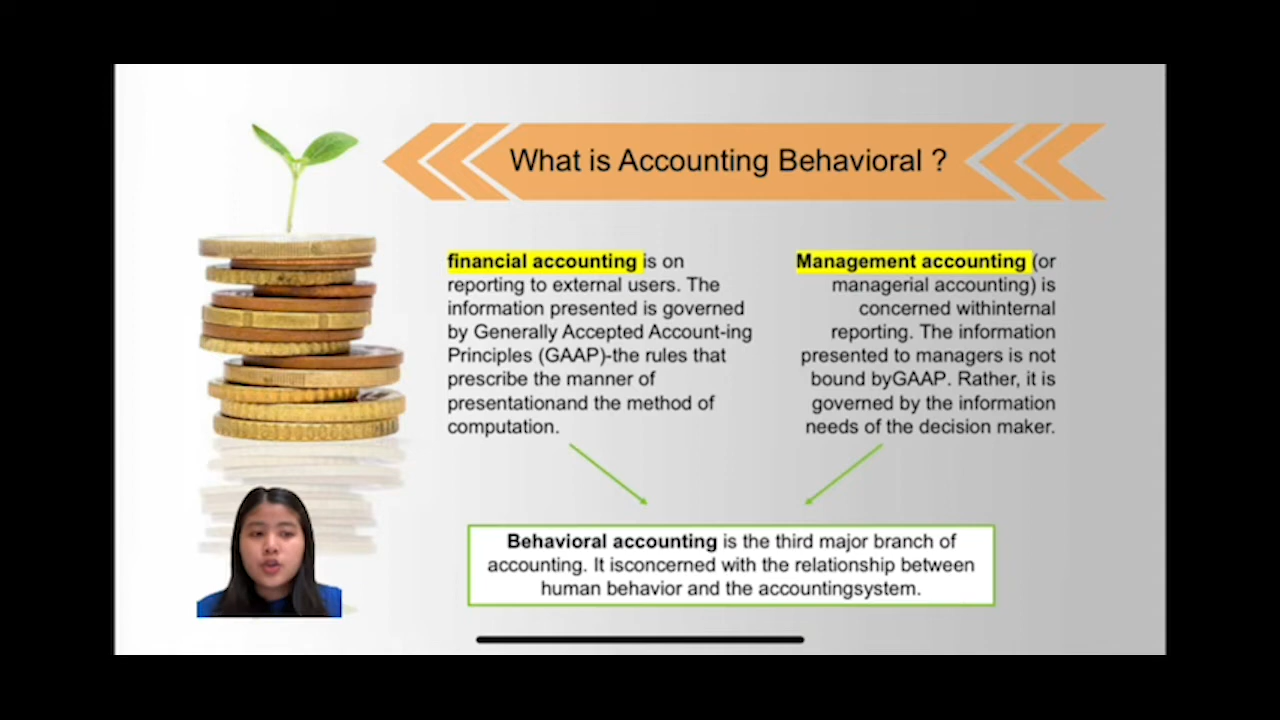 What is Accounting Behavioral ?
financial accounting is on
reporting to external users. The
information presented is governed
by Generally Accepted Account-ing
Principles (GAAP)-the rules that
prescribe the manner of
presentationand the method of
computation.
Management accounting (or
managerial accounting) is
concerned withinternal
reporting. The information
presented to managers is not
bound byGAAP. Rather, it is
governed by the information
needs of the decision maker.
Behavioral accounting is the third major branch of
accounting. It isconcerned with the relationship between
human behavior and the accountingsystem.